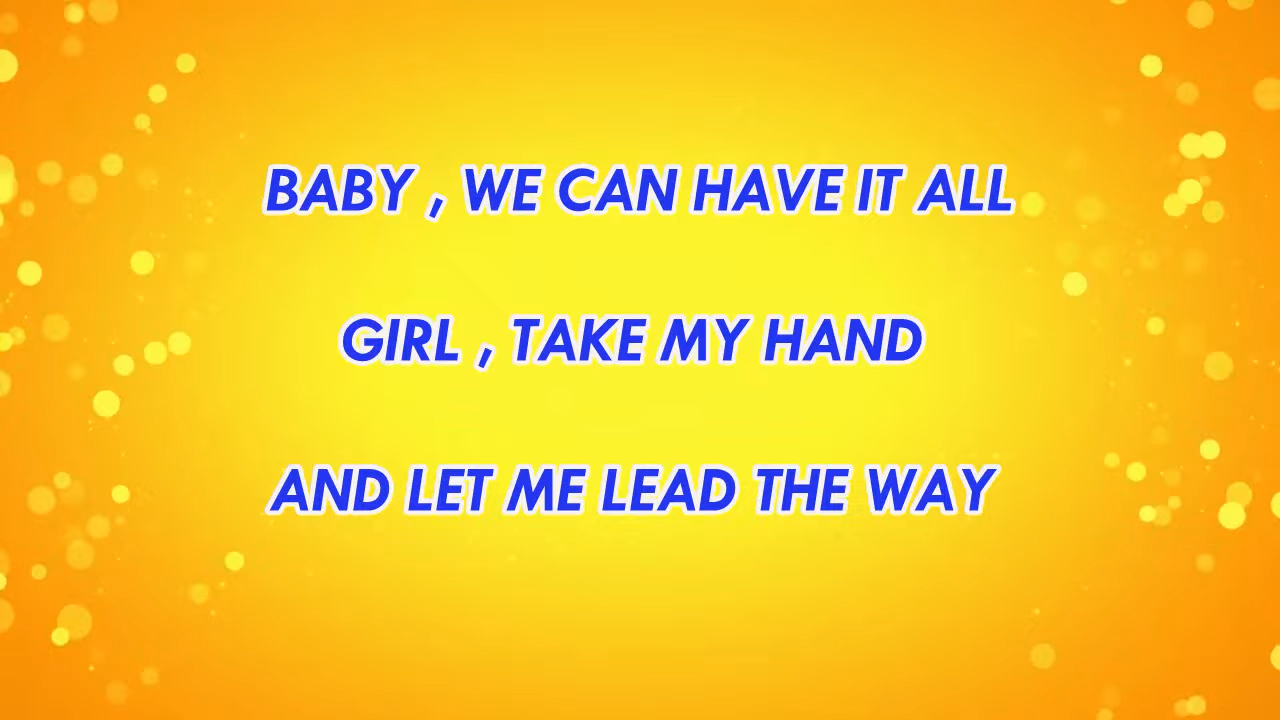 BABY , WE CAN HAVE IT ALL
GIRL , TAKE MY HAND
AND LET ME LEAD THE WAY